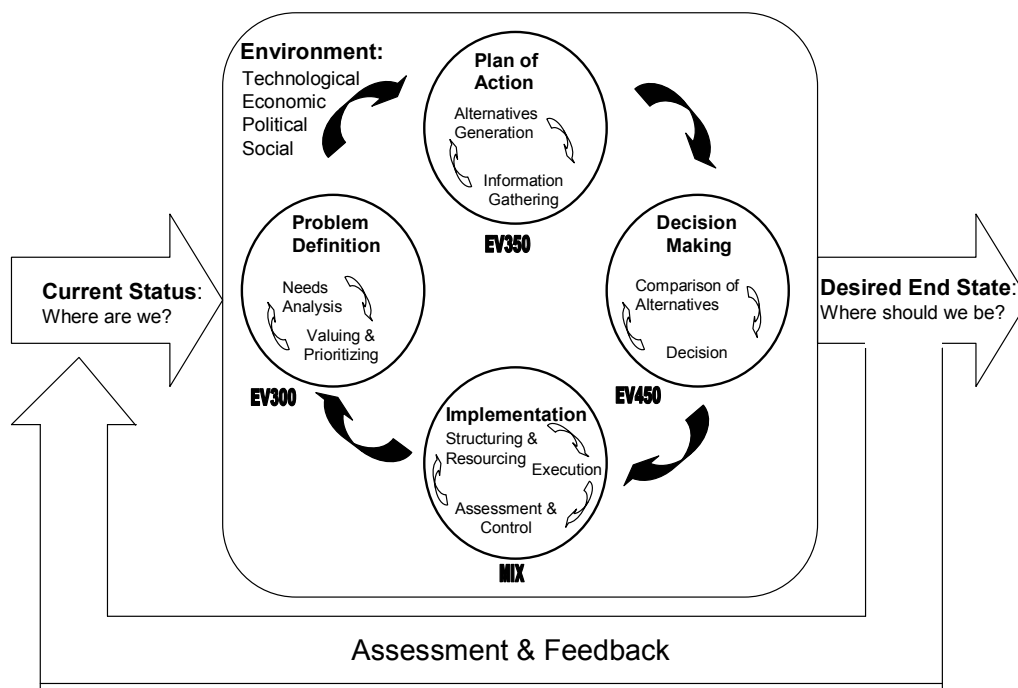 Environment:
Technological
Economic
Political
Social
Plan of
Action
Alternatives
Generation
Information
Gathering
EV350
Problem
Definition
Needs
Analysis
Valuing &
Prioritizing
EV300
Decision
Making
Comparison of
Alternatives
Decision
EV450
Current Status:
Where are we?
Desired End State:
Where should we be?
Implementation
Structuring &
Resourcing
Execution
Assessment &
Control
MIX
Assessment & Feedback